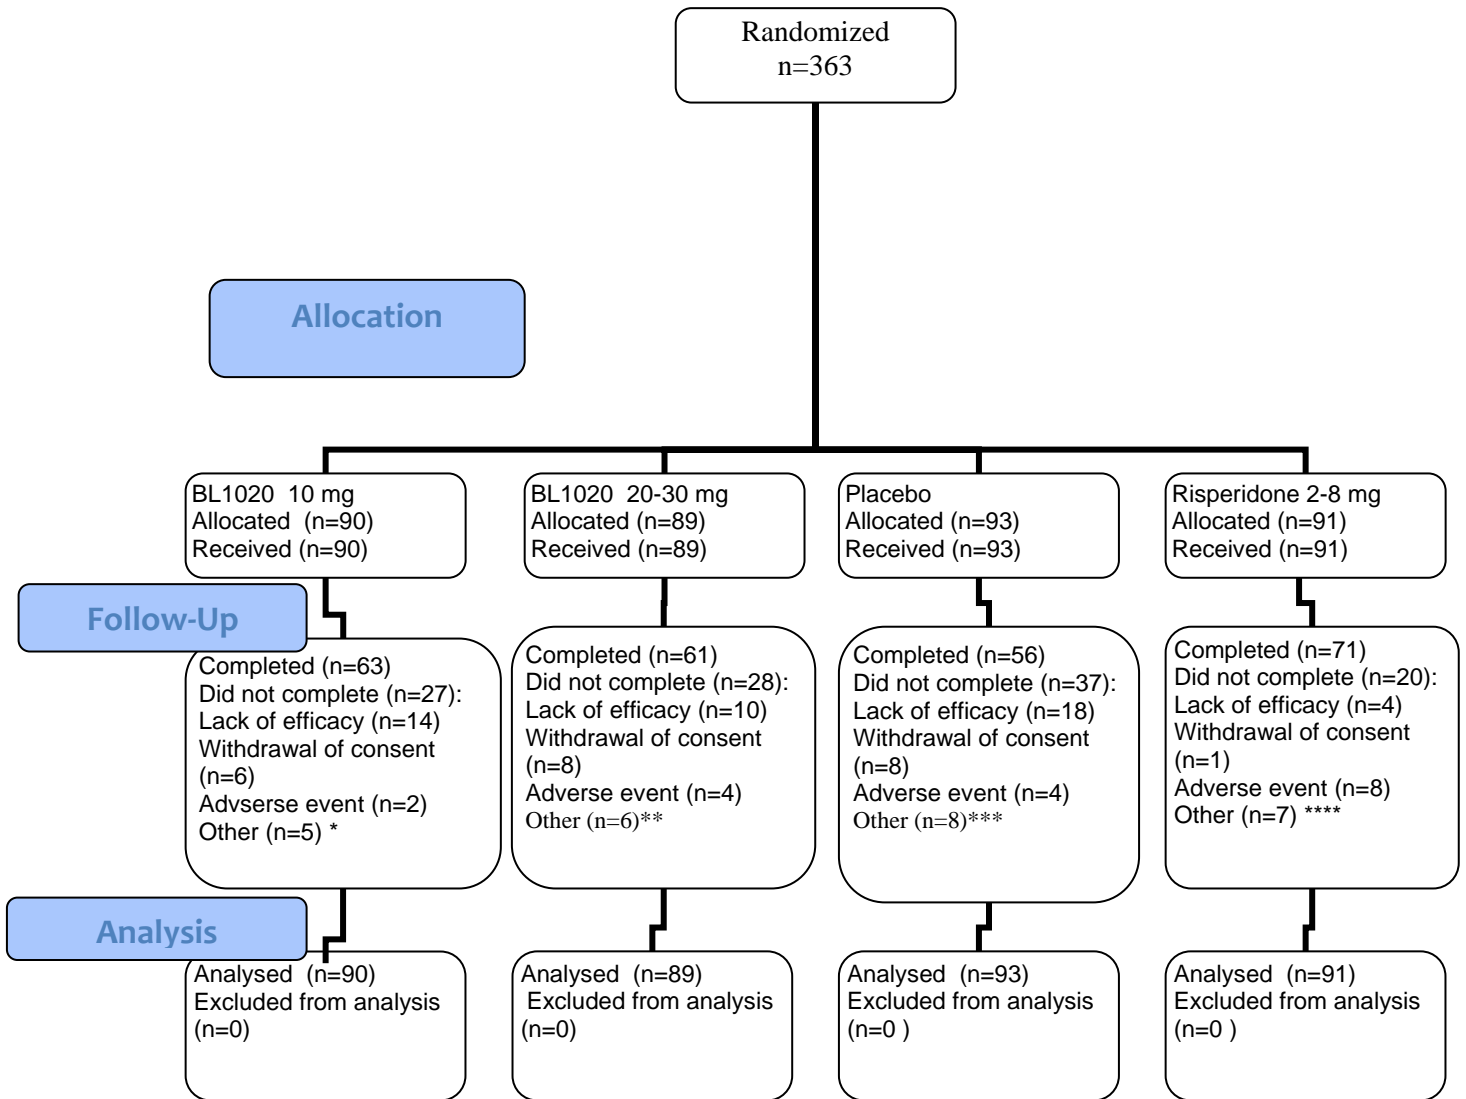 Randomized
n=363
Allocation
BL1020  10 mg
Allocated  (n=90)
Received (n=90)
BL1020  20-30 mg
Allocated (n=89)
Received (n=89)
Placebo
Allocated (n=93)
Received (n=93)
Risperidone 2-8 mg
Allocated (n=91)
Received (n=91)
Follow-Up
Completed (n=63)
Did not complete (n=27):
Lack of efficacy (n=14)
Withdrawal of consent
(n=6)
Advserse event (n=2)
Other (n=5) *
Completed (n=61)
Did not complete (n=28):
Lack of efficacy (n=10)
Withdrawal of consent
(n=8)
Adverse event (n=4)
Other (n=6)**
Completed (n=56)
Did not complete (n=37):
Lack of efficacy (n=18)
Withdrawal of consent
(n=8)
Adverse event (n=4)
Other (n=8)***
Completed (n=71)
Did not complete (n=20):
Lack of efficacy (n=4)
Withdrawal of consent
(n=1)
Adverse event (n=8)
Other (n=7) ****
Analysis
Analysed  (n=90)
Excluded from analysis
(n=0)
Analysed  (n=89)
Excluded from analysis
(n=0)
Analysed  (n=93)
Excluded from analysis
(n=0 )
Analysed  (n=91)
Excluded from analysis
(n=0 )